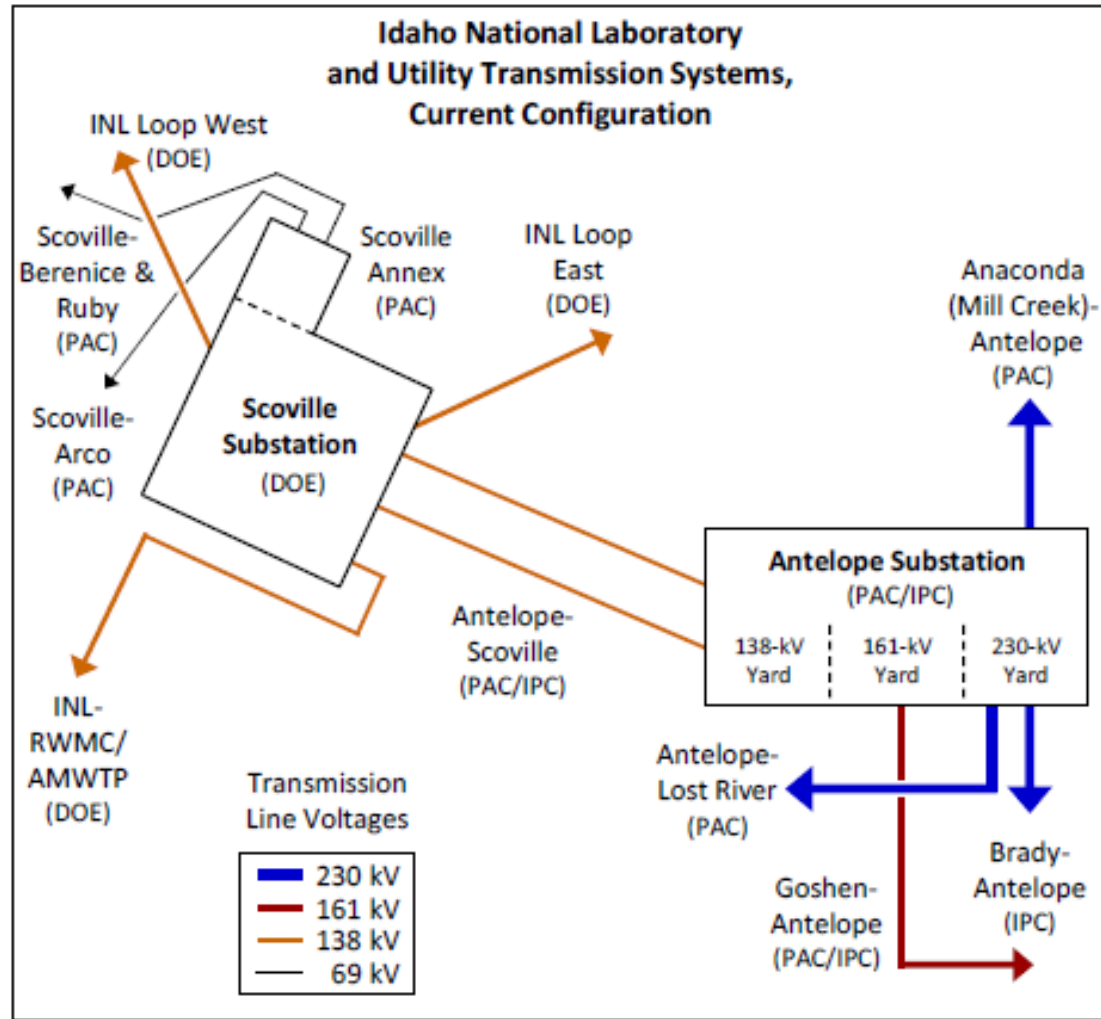 Idaho National Laboratory
and Utility Transmission Systems,
Current Configuration
INL Loop West
(DOE)
Scoville-
Berenice &
Ruby
(PAC)
Scoville
Annex
(PAC)
INL Loop
East
(DOE)
Anaconda
(Mill Creek)-
Antelope
(PAC)
Scoville-
Arco
(PAC)
Scoville
Substation
(DOE)
Antelope Substation
(PAC/IPC)
138-kV
Yard
161-kV
Yard
230-kV
Yard
Antelope-
Scoville
(PAC/IPC)
INL-
RWMC/
AMWTP
(DOE)
Transmission
Line Voltages
230 kV
161 kV
138 kV
69 kV
Antelope-
Lost River
(PAC)
Goshen-
Antelope
(PAC/IPC)
Brady-
Antelope
(IPC)